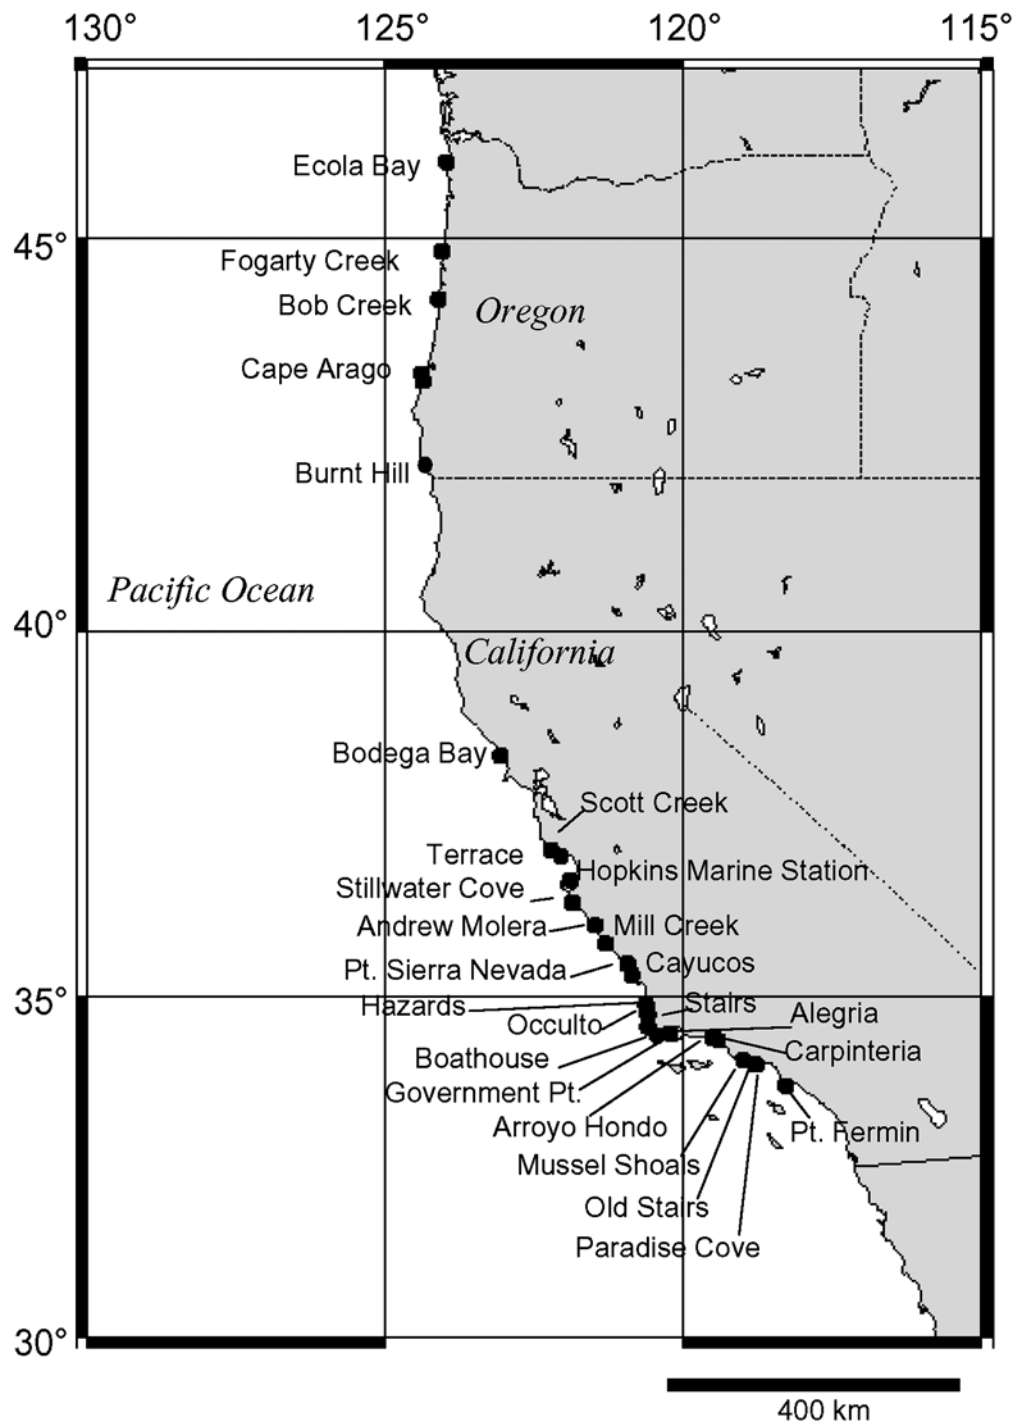 130° 125° 120° 115°
Ecola Bay
45°
Fogarty Creek
Bob Creek
Oregon
Cape Arago
Burnt Hill
Pacific Ocean
40°
California
Bodega Bay
Scott Creek
Terrace
Hopkins Marine Station
Stillwater Cove
Andrew Molera
Mill Creek
Pt. Sierra Nevada
Cayucos
35°
Hazards
Stairs
Occulto
Alegria
Boathouse
Carpinteria
Government Pt.
Arroyo Hondo
Pt. Fermin
Mussel Shoals
Old Stairs
Paradise Cove
30°
400 km